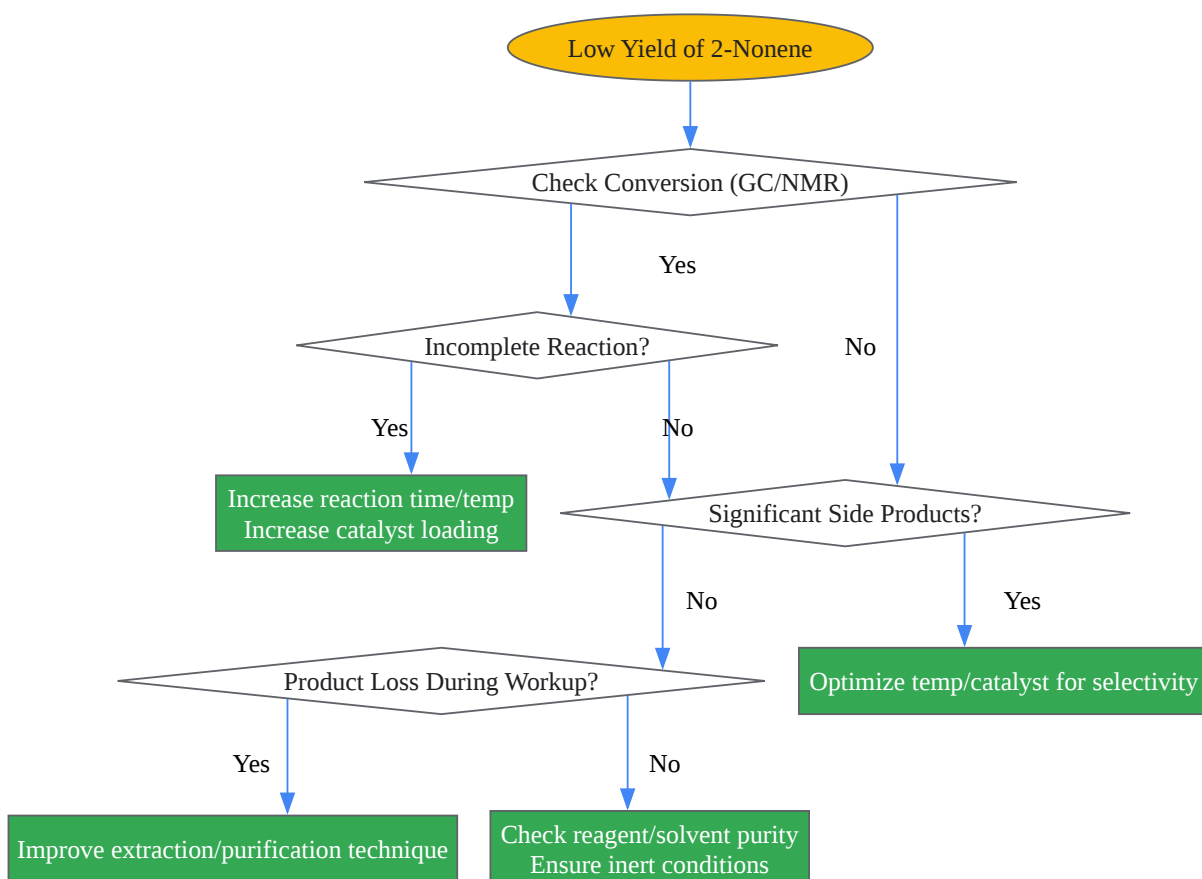 Low Yield of 2-Nonene
Check Conversion (GC/NMR)
Yes
Incomplete Reaction?
No
Yes
No
Increase reaction time/temp
Increase catalyst loading
Significant Side Products?
No
Yes
Product Loss During Workup?
Optimize temp/catalyst for selectivity
Yes
No
Improve extraction/purification technique
Check reagent/solvent purity
Ensure inert conditions